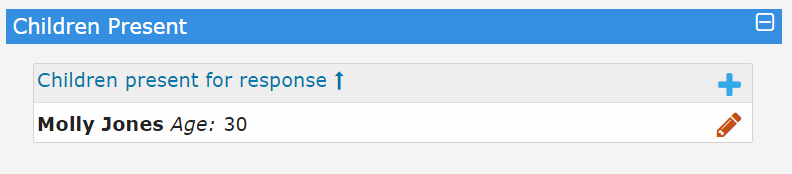 Children Present
Children present for response ↑
Molly Jones Age: 30